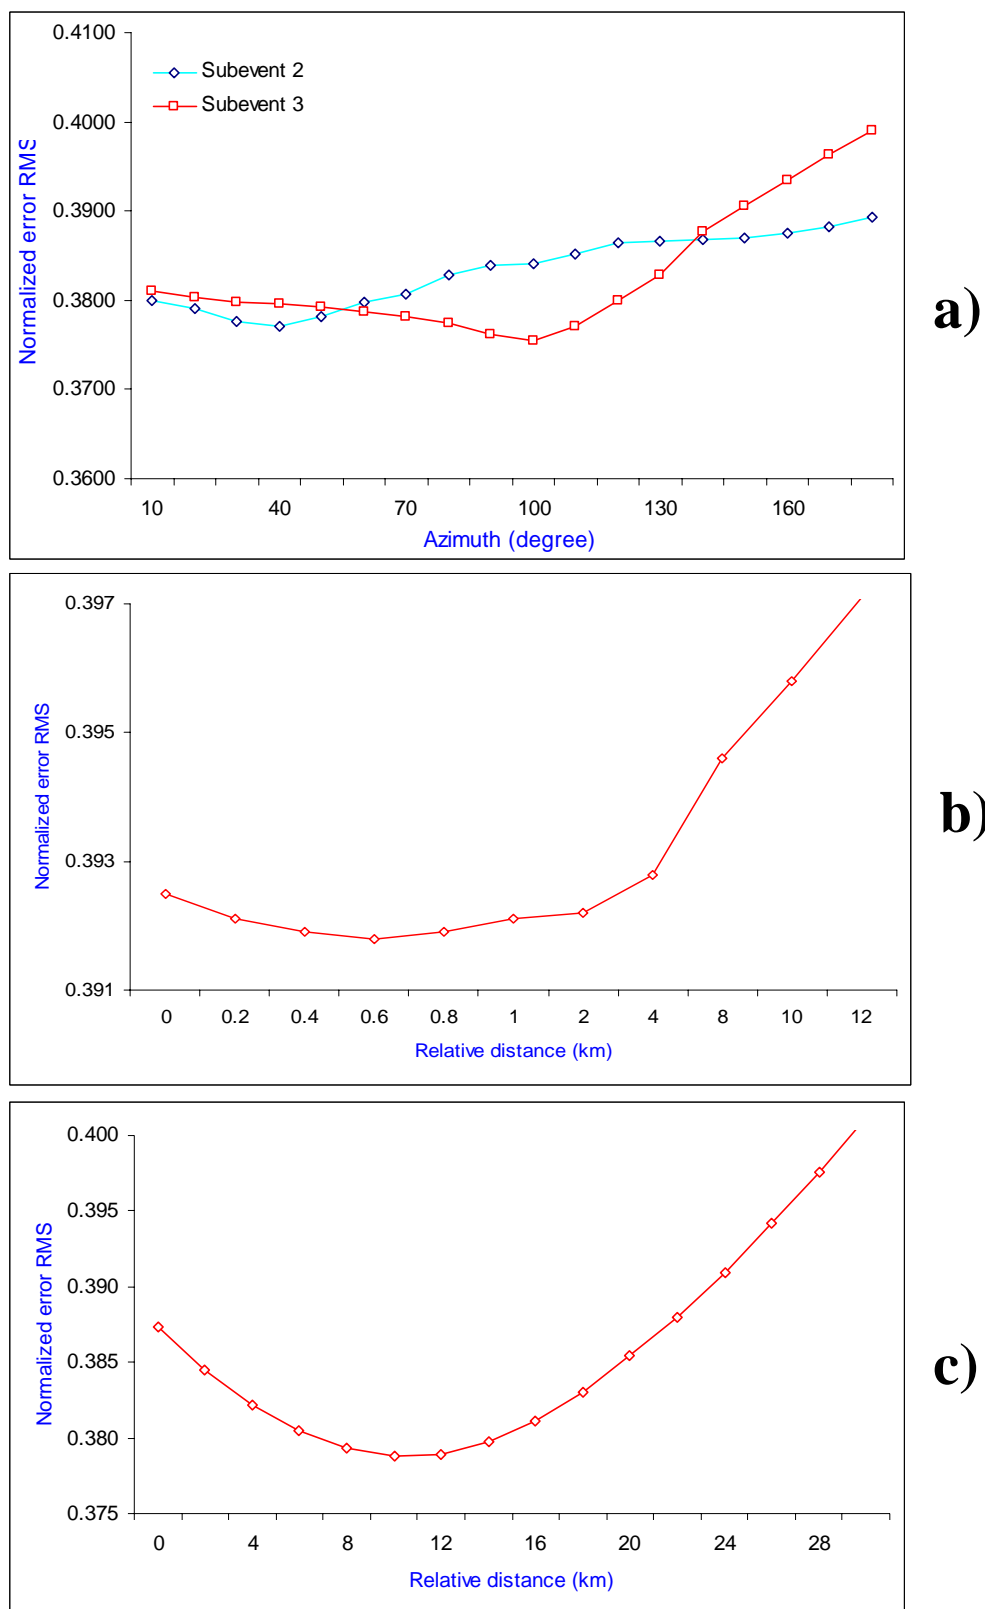 0.4100
Subevent 2
Subevent 3
0.4000
0.3900
0.3800
0.3700
0.3600
Normalized error RMS
10 40 70 100 130 160
Azimuth (degree)
a)
0.397
0.395
0.393
0.391
Normalized error RMS
0 0.2 0.4 0.6 0.8 1 2 4 8 10 12
Relative distance (km)
b)
0.400
0.395
0.390
0.385
0.380
0.375
Normalized error RMS
0 4 8 12 16 20 24 28
Relative distance (km)
c)